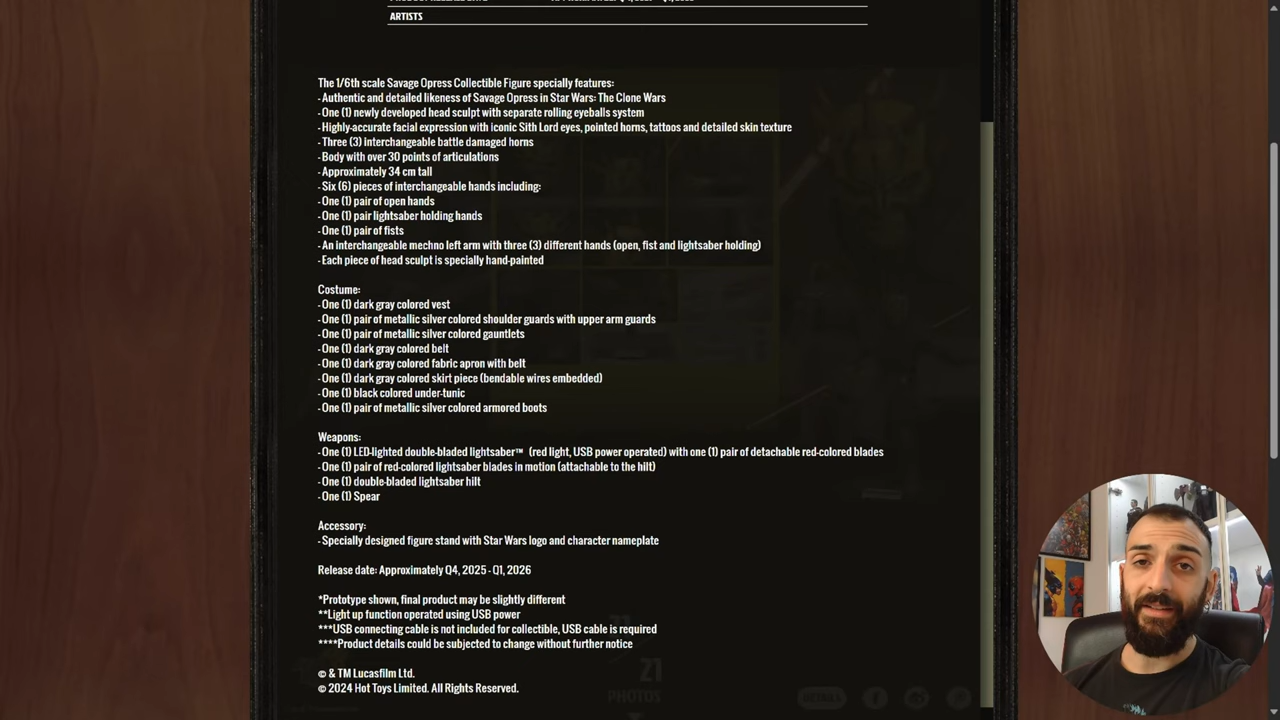 ARTISTS
The 1/6th scale Savage Opress Collectible Figure specially features:
- Authentic and detailed likeness of Savage Opress in Star Wars: The Clone Wars
- One (1) newly developed head sculpt with separate rolling eyeballs system
- Highly-accurate facial expression with iconic Sith Lord eyes, pointed horns, tattoos and detailed skin texture
- Three (3) interchangeable battle damaged horns
- Body with over 30 points of articulations
- Approximately 34 cm tall
- Six (6) pieces of interchangeable hands including:
- One (1) pair of open hands
- One (1) pair lightsaber holding hands
- One (1) pair of fists
- An interchangeable mechno left arm with three (3) different hands (open, fist and lightsaber holding)
- Each piece of head sculpt is specially hand-painted
Costume:
- One (1) dark gray colored vest
- One (1) pair of metallic silver colored shoulder guards with upper arm guards
- One (1) pair of metallic silver colored gauntlets
- One (1) dark gray colored belt
- One (1) dark gray colored fabric apron with belt
- One (1) dark gray colored skirt piece (bendable wires embedded)
- One (1) black colored under-tunic
- One (1) pair of metallic silver colored armored boots
Weapons:
- One (1) LED-lighted double-bladed lightsaber™ (red light, USB power operated) with one (1) pair of detachable red-colored blades
- One (1) pair of red-colored lightsaber blades in motion (attachable to the hilt)
- One (1) double-bladed lightsaber hilt
- One (1) Spear
Accessory:
- Specially designed figure stand with Star Wars logo and character nameplate
Release date: Approximately Q4, 2025 - Q1, 2026
*Prototype shown, final product may be slightly different
**Light up function operated using USB power
***USB connecting cable is not included for collectible, USB cable is required
****Product details could be subjected to change without further notice
© & TM Lucasfilm Ltd.
© 2024 Hot Toys Limited. All Rights Reserved.
21
PHOTOS
DETAILS